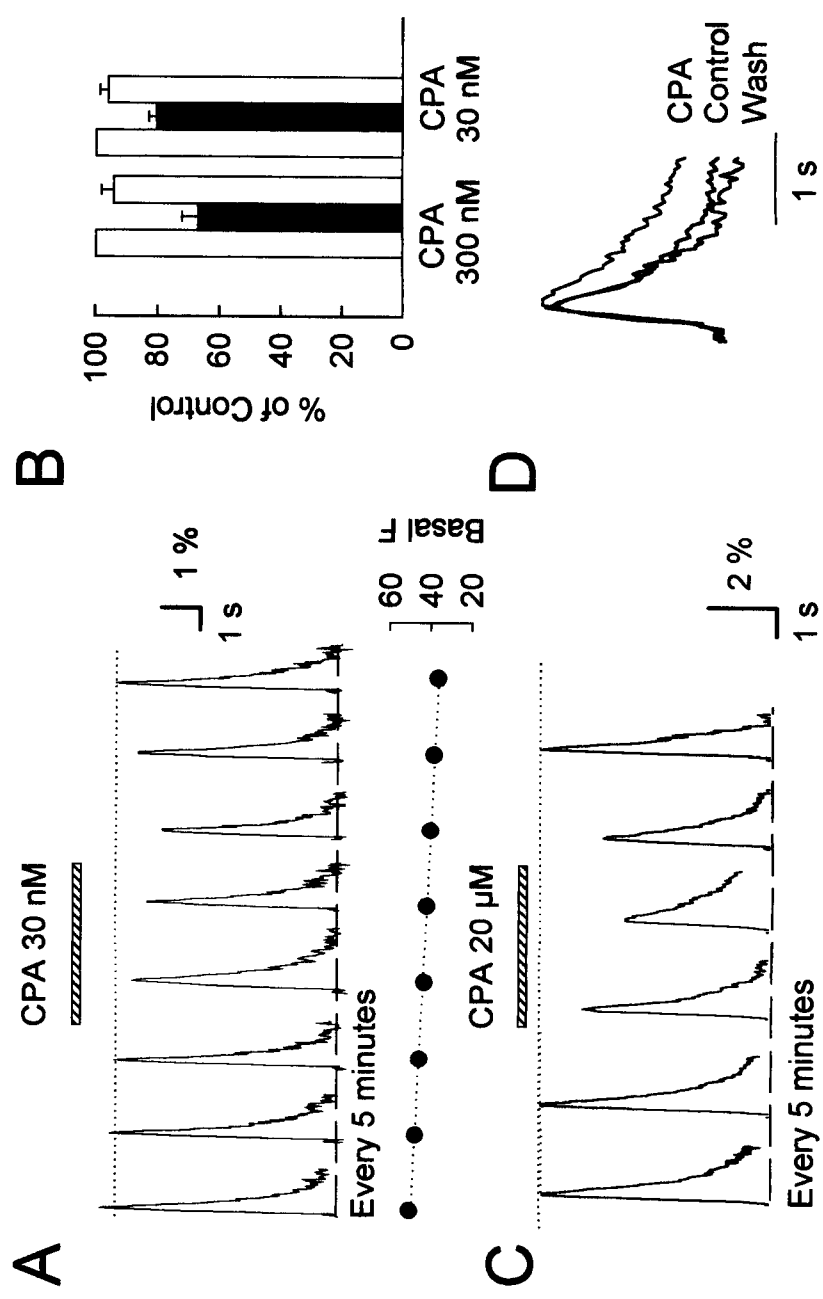 A
CPA 30 nM
1 %
1 s
Every 5 minutes
60
40
20
Basal F
B
100
80
60
40
20
0
% of Control
CPA
300 nM
CPA
30 nM
C
CPA 20 µM
2 %
1 s
Every 5 minutes
D
CPA
Control
Wash
1 s